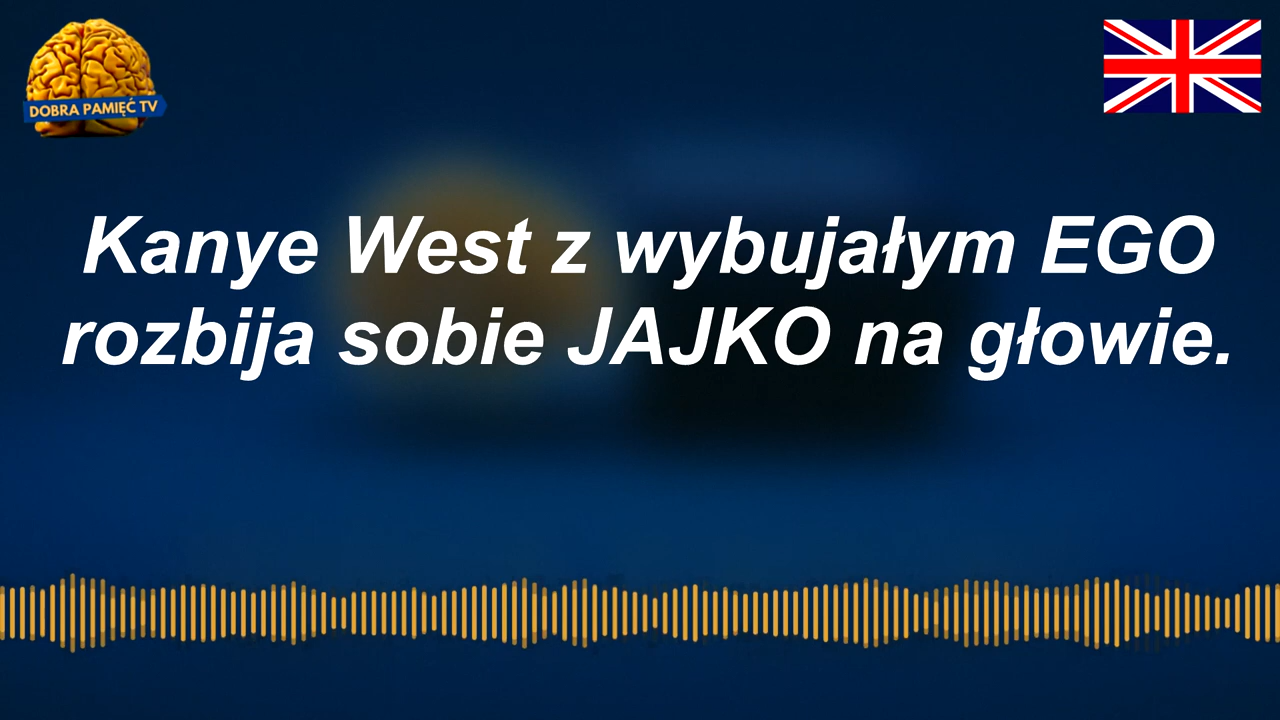 DOBRA PAMIĘĆ TV
Kanye West z wybujałym EGO
rozbija sobie JAJKO na głowie.